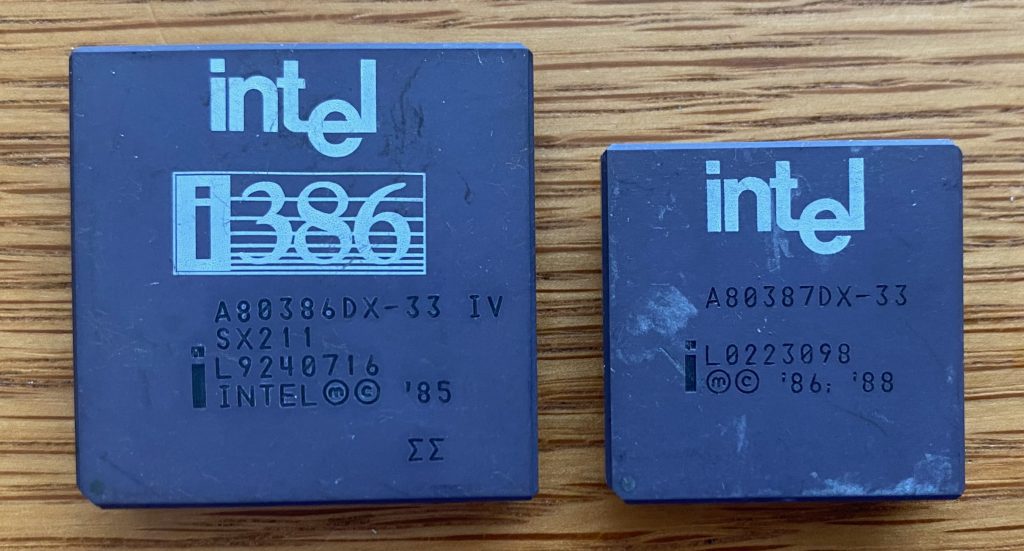 intel
i386
A80386DX-33 IV
SX211
i L9240716
INTEL ⓜ ⓒ '85
ΣΣ
intel
A80387DX-33
i L0223098
ⓜ ⓒ '86, '88